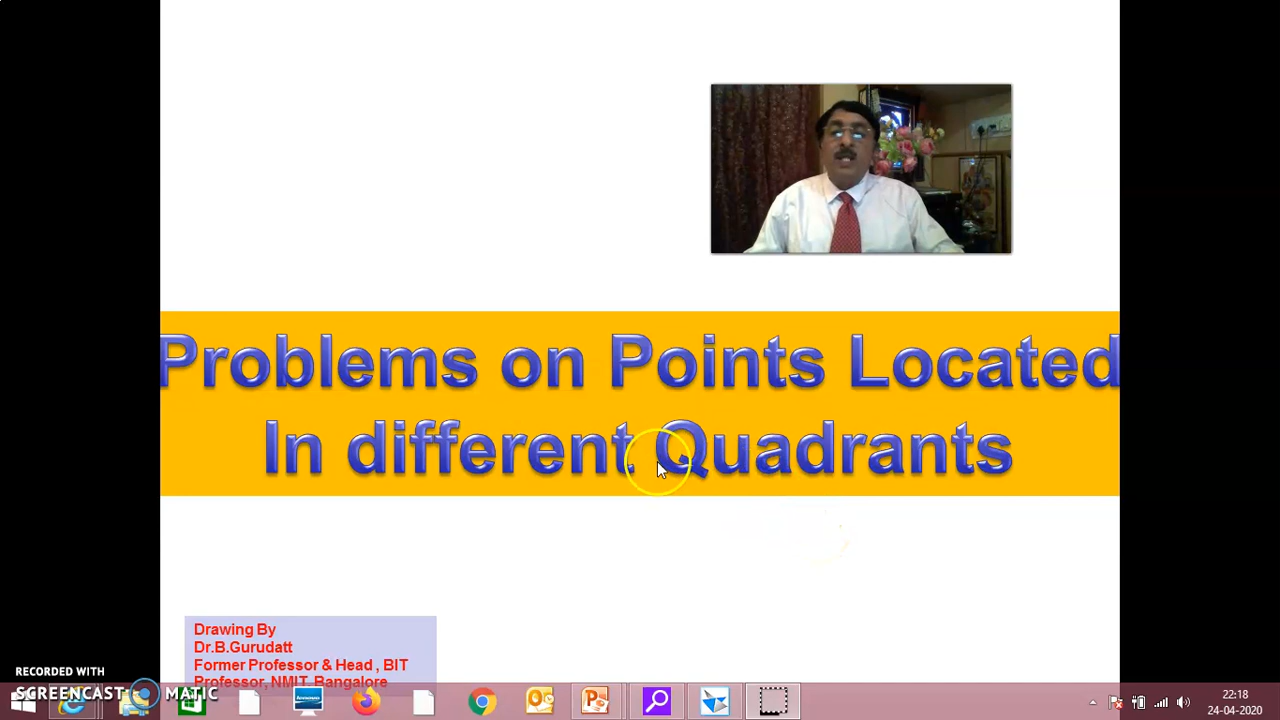 Problems on Points Located
In different Quadrants
Drawing By
Dr.B.Gurudatt
Former Professor & Head , BIT
Professor, NMIT, Bangalore
RECORDED WITH
SCREENCAST MATIC
22:18
24-04-2020